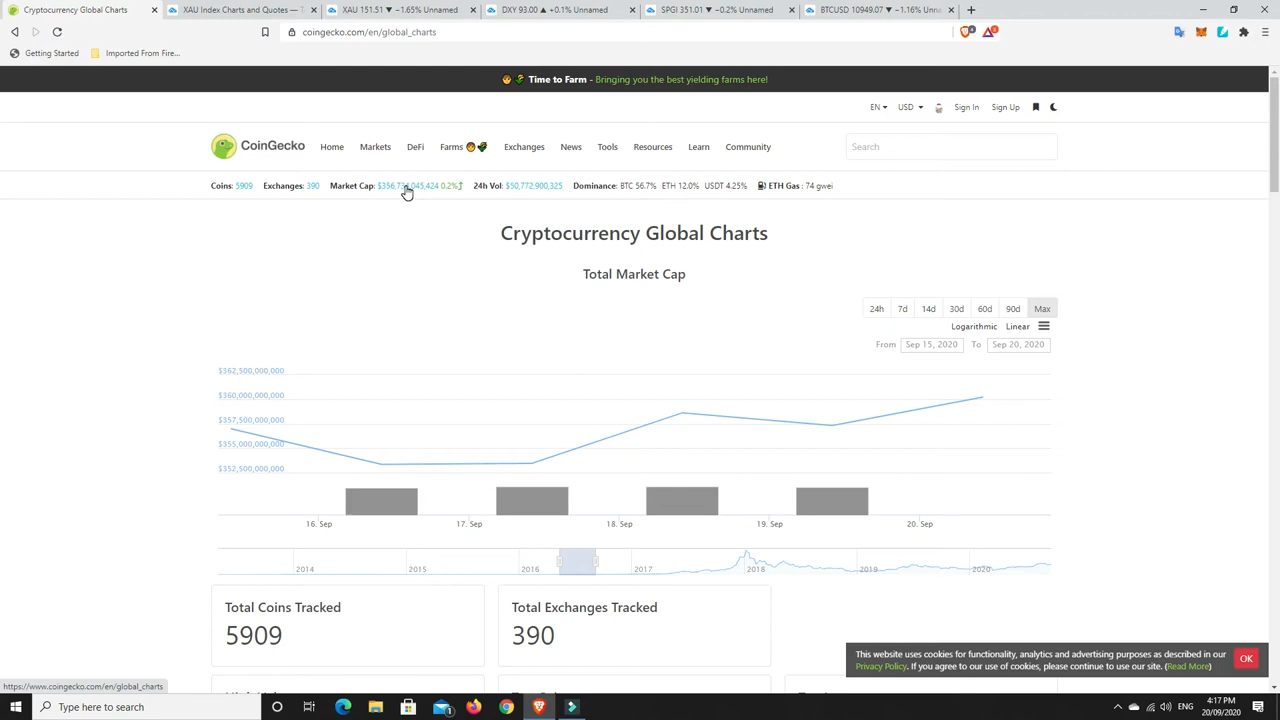 Cryptocurrency Global Charts
XAU Index Charts and Quotes — T
XAU 151.51 ▼ −1.65% Unnamed
DXY 93.00 ▲ +0.1% Unnamed
SPGI 351.01 ▼ −0.2% Unnamed
BTCUSD 10949.07 ▼ −1.16% Unn
coingecko.com/en/global_charts
Getting Started
Imported From Fire...
Time to Farm - Bringing you the best yielding farms here!
EN USD Sign In Sign Up
CoinGecko Home Markets DeFi Farms Exchanges News Tools Resources Learn Community
Search
Coins: 5909 Exchanges: 390 Market Cap: 0.2% 24h Vol: $50,772,900,325 Dominance: BTC 56.7% ETH 12.0% USDT 4.25% ETH Gas : 74 gwei
Cryptocurrency Global Charts
Total Market Cap
24h 7d 14d 30d 60d 90d Max
Logarithmic Linear
From Sep 15, 2020 To Sep 20, 2020
$362,500,000,000
$360,000,000,000
$357,500,000,000
$355,000,000,000
$352,500,000,000
16. Sep 17. Sep 18. Sep 19. Sep 20. Sep
2014 2015 2016 2017 2018 2019 2020
Total Coins Tracked
5909
Total Exchanges Tracked
390
This website uses cookies for functionality, analytics and advertising purposes as described in our
Privacy Policy. If you agree to our use of cookies, please continue to use our site. (Read More)
OK
https://www.coingecko.com/en/global_charts
Type here to search
ENG
4:17 PM
20/09/2020